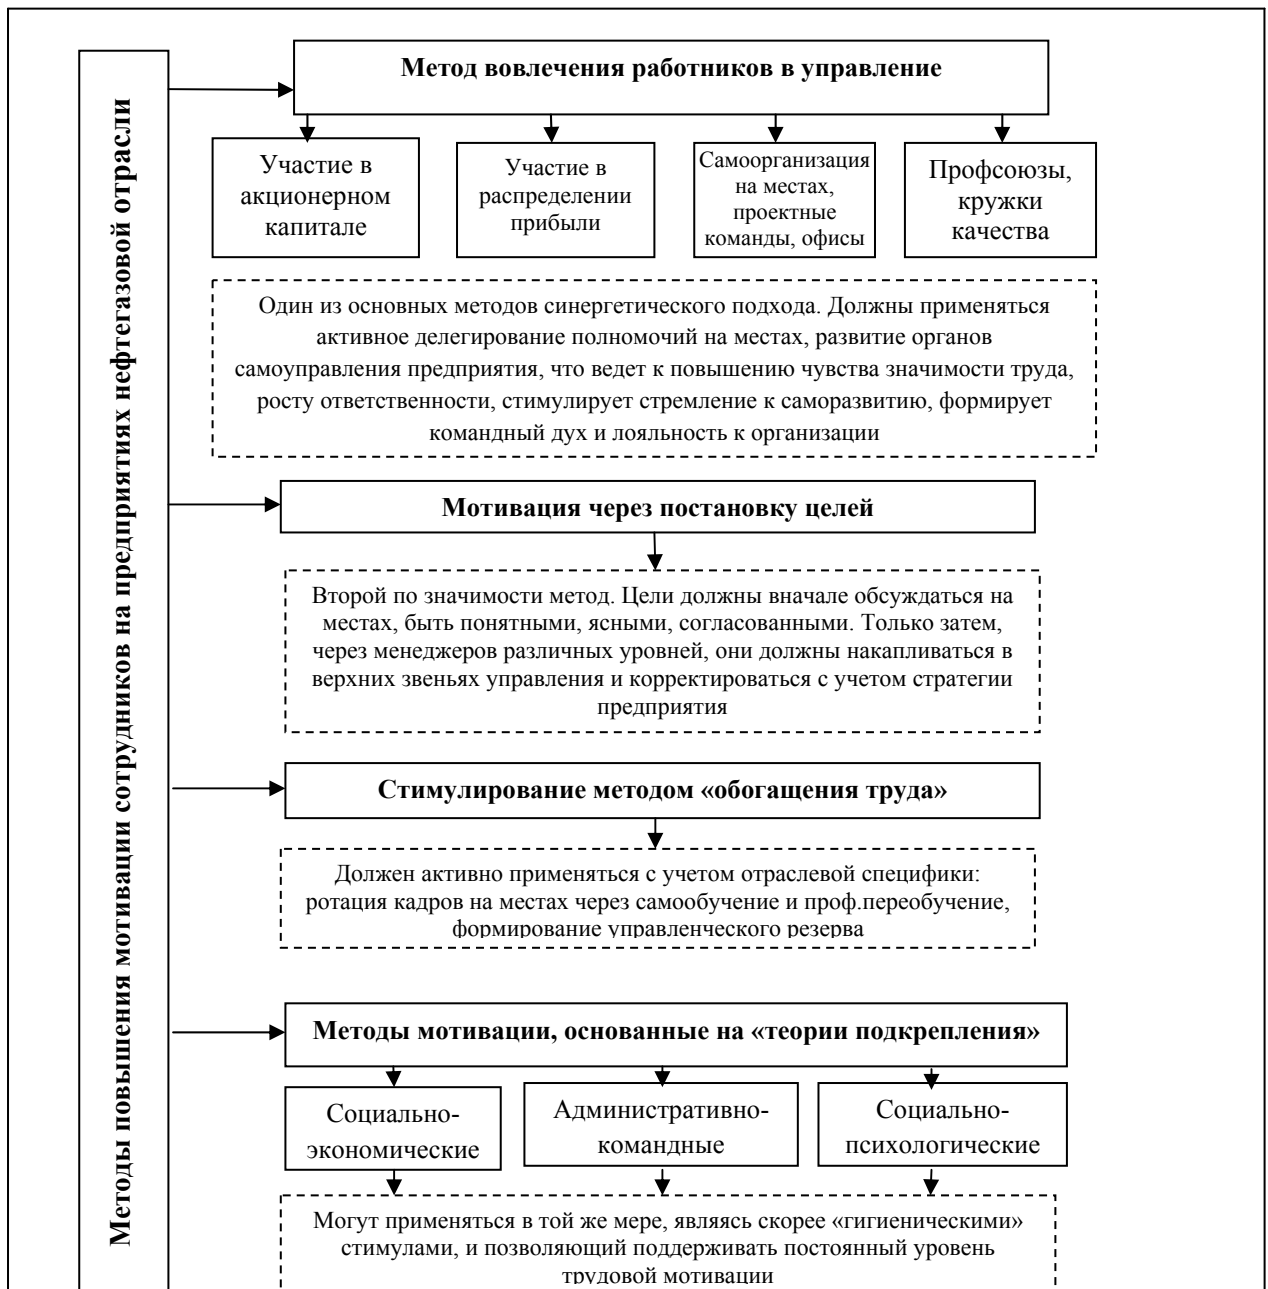 Методы повышения мотивации сотрудников на предприятиях нефтегазовой отрасли
Метод вовлечения работников в управление
Участие в
акционерном
капитале
Участие в
распределении
прибыли
Самоорганизация
на местах,
проектные
команды, офисы
Профсоюзы,
кружки
качества
Один из основных методов синергетического подхода. Должны применяться
активное делегирование полномочий на местах, развитие органов
самоуправления предприятия, что ведет к повышению чувства значимости труда,
росту ответственности, стимулирует стремление к саморазвитию, формирует
командный дух и лояльность к организации
Мотивация через постановку целей
Второй по значимости метод. Цели должны вначале обсуждаться на
местах, быть понятными, ясными, согласованными. Только затем,
через менеджеров различных уровней, они должны накапливаться в
верхних звеньях управления и корректироваться с учетом стратегии
предприятия
Стимулирование методом «обогащения труда»
Должен активно применяться с учетом отраслевой специфики:
ротация кадров на местах через самообучение и проф.переобучение,
формирование управленческого резерва
Методы мотивации, основанные на «теории подкрепления»
Социально-
экономические
Административно-
командные
Социально-
психологические
Могут применяться в той же мере, являясь скорее «гигиеническими»
стимулами, и позволяющий поддерживать постоянный уровень
трудовой мотивации